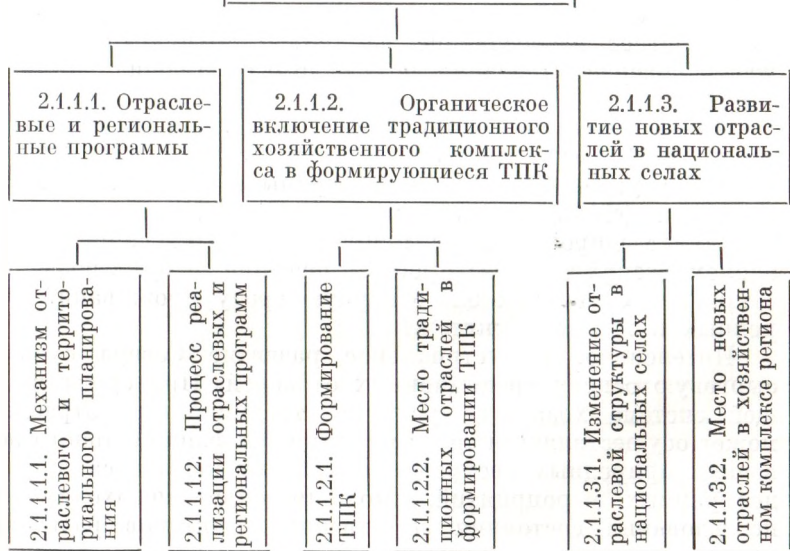 2.1.1.1. Отрасле-
вые и региональ-
ные программы
2.1.1.2. Органическое
включение традиционного
хозяйственного комплек-
са в формирующиеся ТПК
2.1.1.3. Разви-
тие новых отрас-
лей в националь-
ных селах
2.1.1.1.1. Механизм от-
раслевого и террито-
риального планирова-
ния
2.1.1.1.2. Процесс реа-
лизации отраслевых и
региональных программ
2.1.1.2.1. Формирование
ТПК
2.1.1.2.2. Место тради-
ционных отраслей в
формировании ТПК
2.1.1.3.1. Изменение от-
раслевой структуры в
национальных селах
2.1.1.3.2. Место новых
отраслей в хозяйствен-
ном комплексе региона